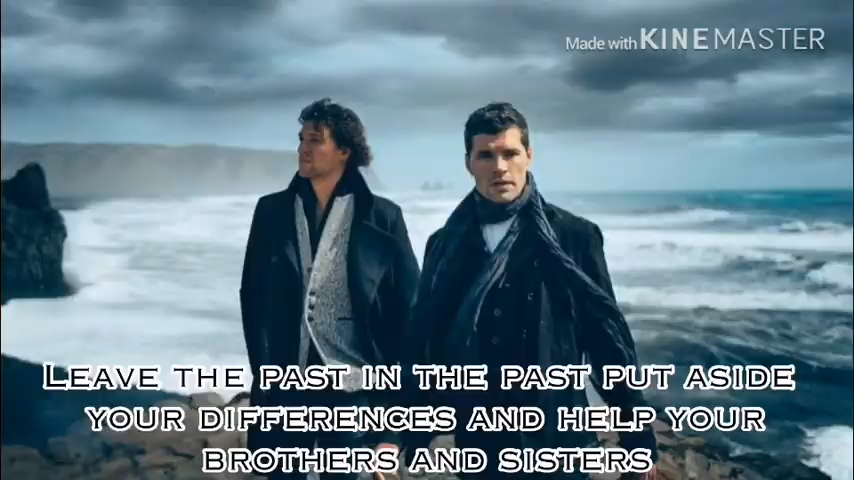 Made with KINEMASTER
Leave the past in the past put aside
your differences and help your
brothers and sisters